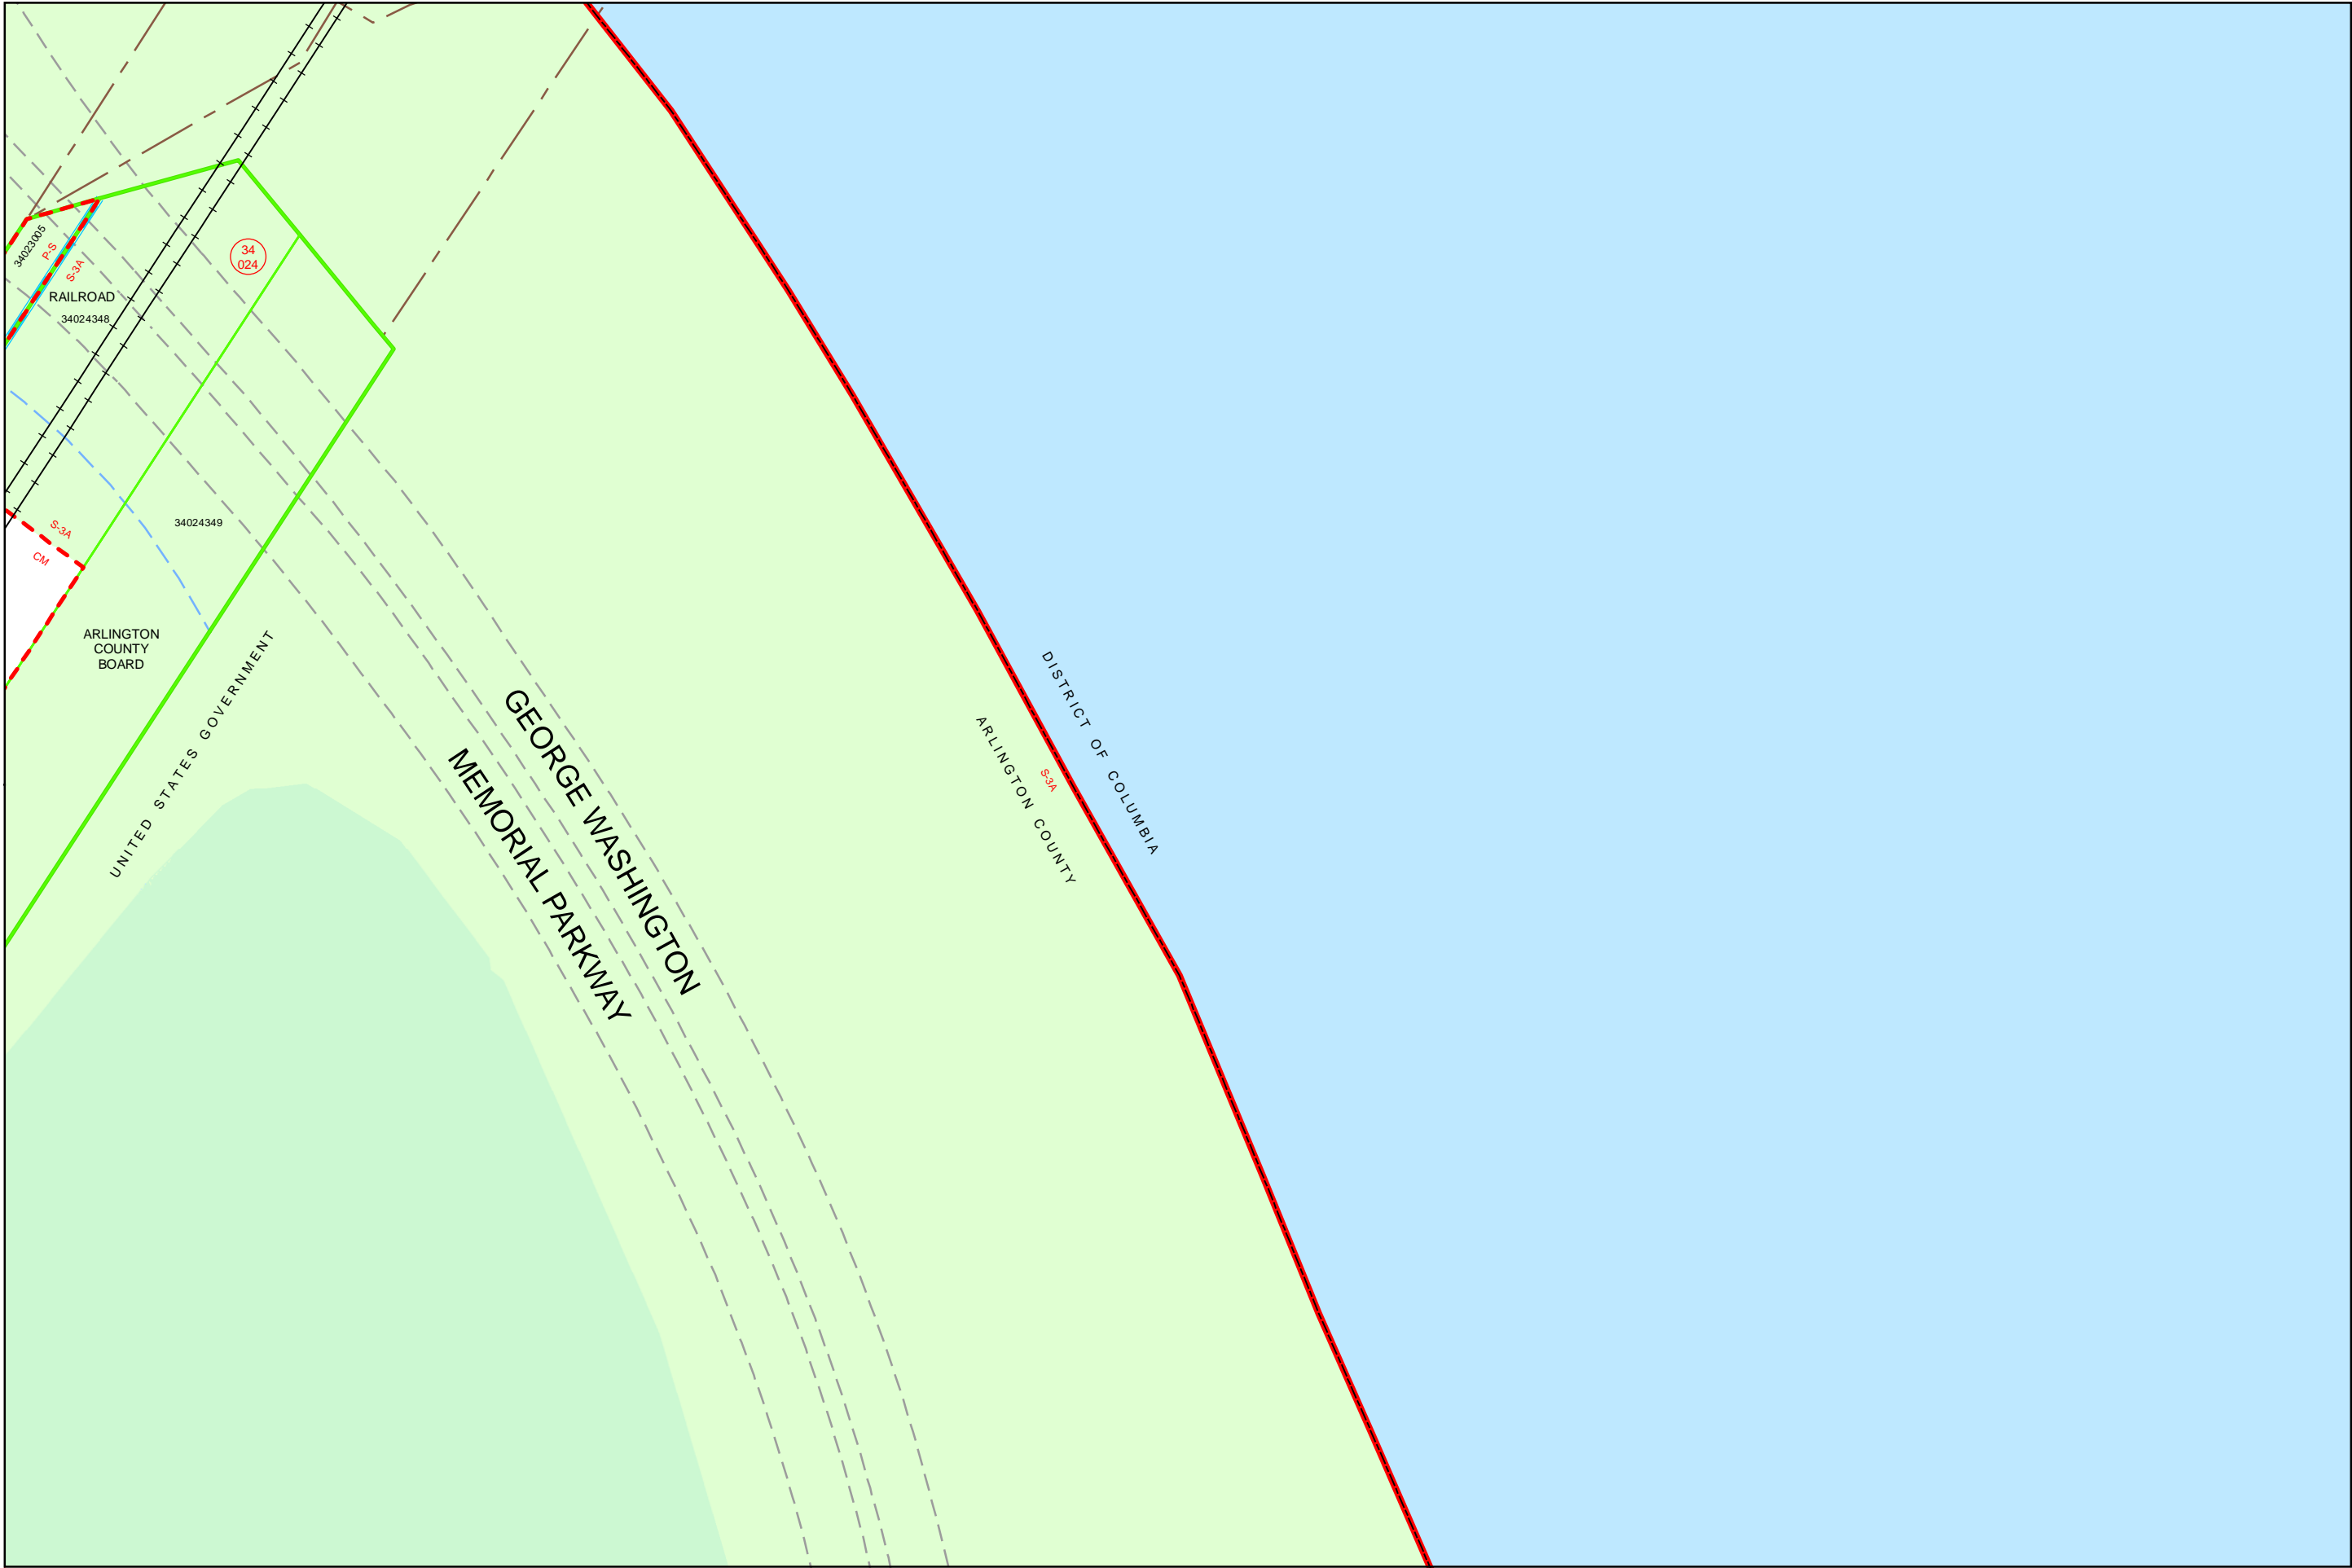 34
024
34023005
P-S
S-3A
RAILROAD
34024348
34024349
S-3A
CM
ARLINGTON
COUNTY
BOARD
UNITED STATES GOVERNMENT
GEORGE WASHINGTON
MEMORIAL PARKWAY
DISTRICT OF COLUMBIA
S-3A
ARLINGTON COUNTY